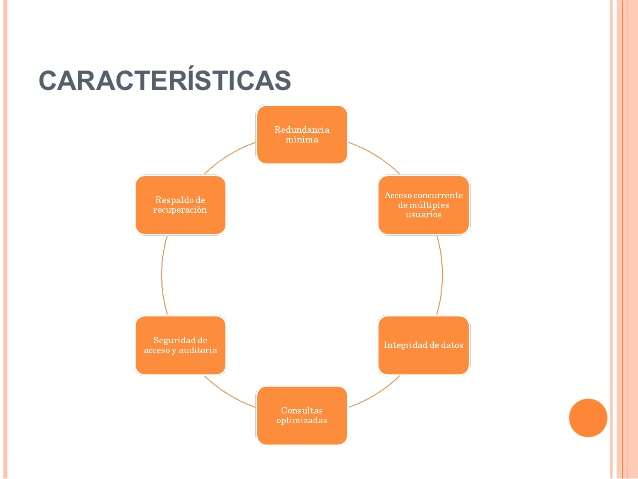 CARACTERÍSTICAS
Redundancia
mínima
Acceso concurrente
de múltiples
usuarios
Integridad de datos
Consultas
optimizadas
Seguridad de
acceso y auditoria
Respaldo de
recuperación